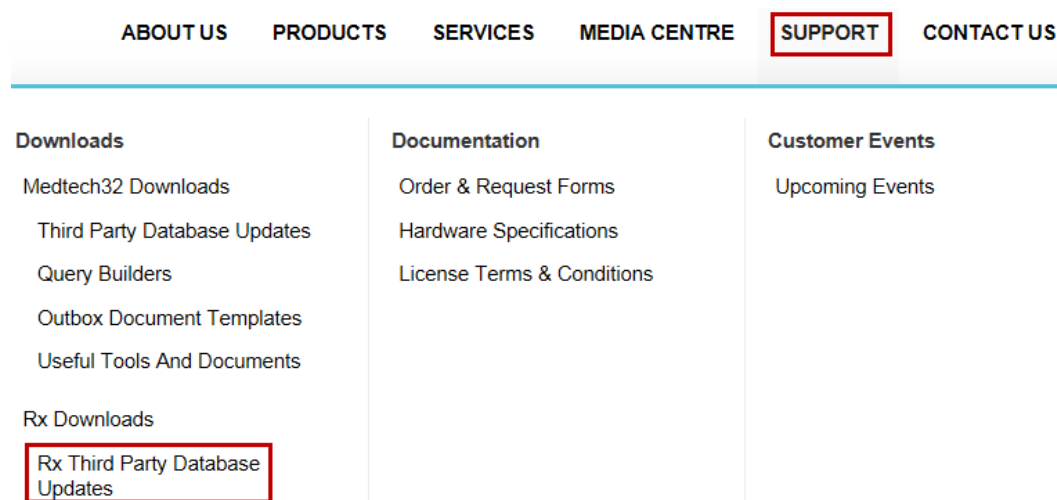 ABOUT US PRODUCTS SERVICES MEDIA CENTRE SUPPORT CONTACT US
Downloads
Medtech32 Downloads
Third Party Database Updates
Query Builders
Outbox Document Templates
Useful Tools And Documents
Rx Downloads
Rx Third Party Database
Updates
Documentation
Order & Request Forms
Hardware Specifications
License Terms & Conditions
Customer Events
Upcoming Events